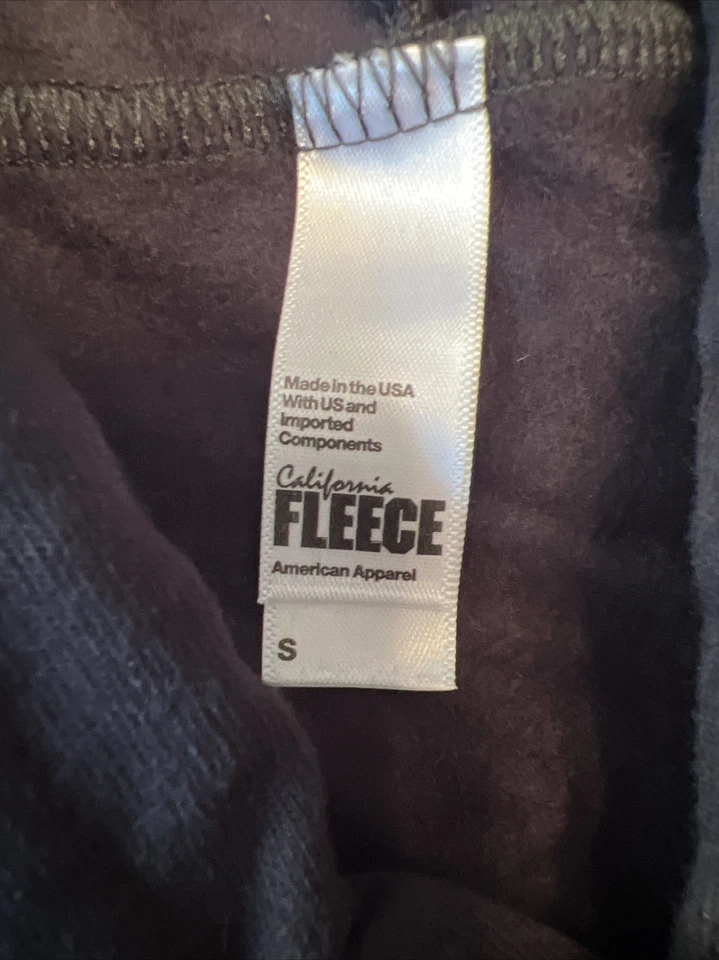 Made in the USA
With US and
Imported
Components
California
FLEECE
American Apparel
S